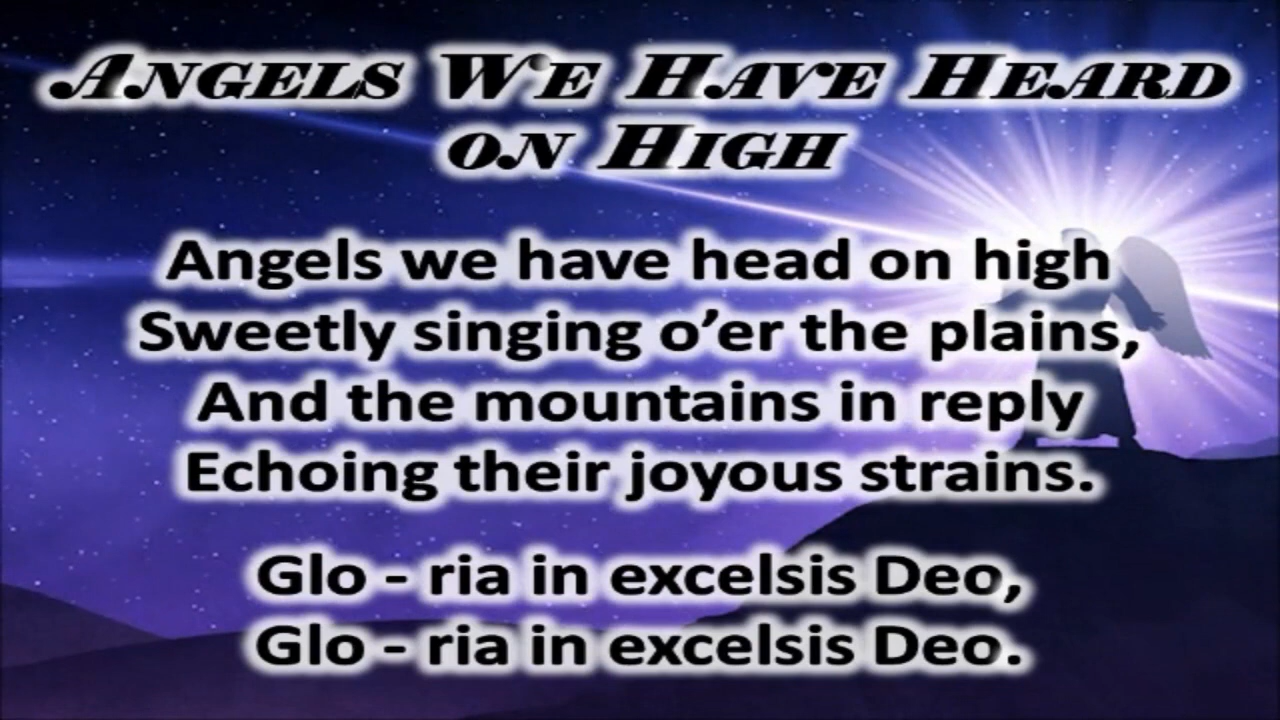 Angels We Have Heard
on High
Angels we have head on high
Sweetly singing o’er the plains,
And the mountains in reply
Echoing their joyous strains.
Glo - ria in excelsis Deo,
Glo - ria in excelsis Deo.